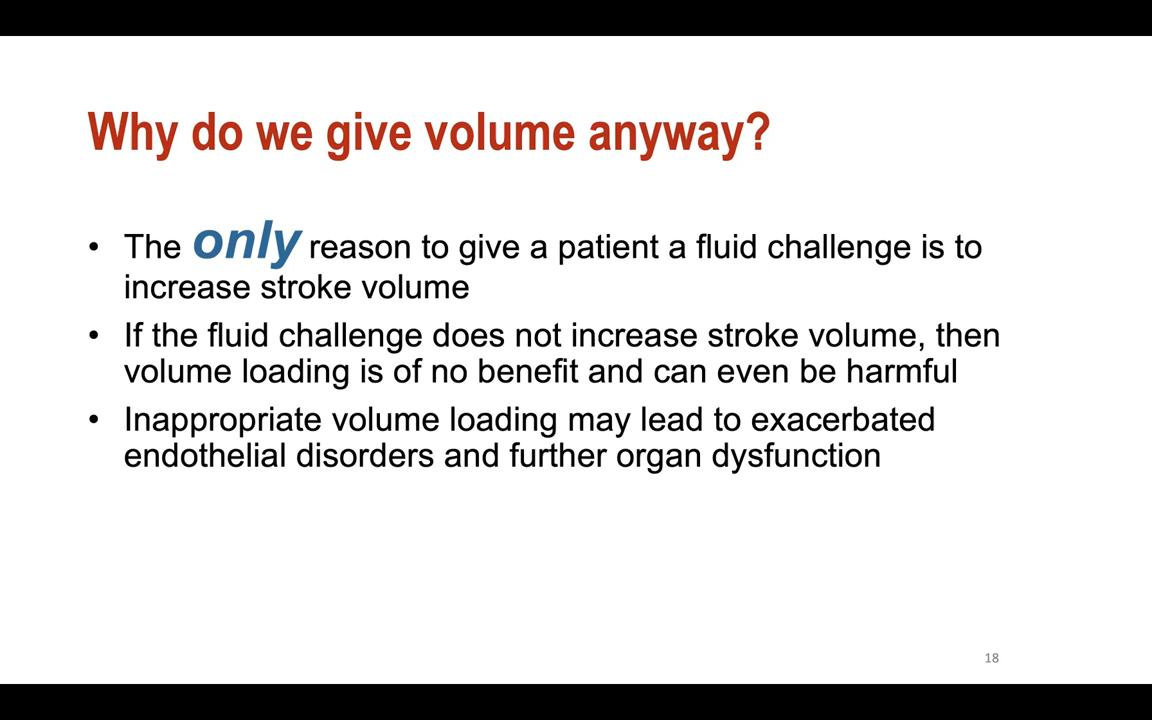 Why do we give volume anyway?
• The only reason to give a patient a fluid challenge is to
increase stroke volume
• If the fluid challenge does not increase stroke volume, then
volume loading is of no benefit and can even be harmful
• Inappropriate volume loading may lead to exacerbated
endothelial disorders and further organ dysfunction
18